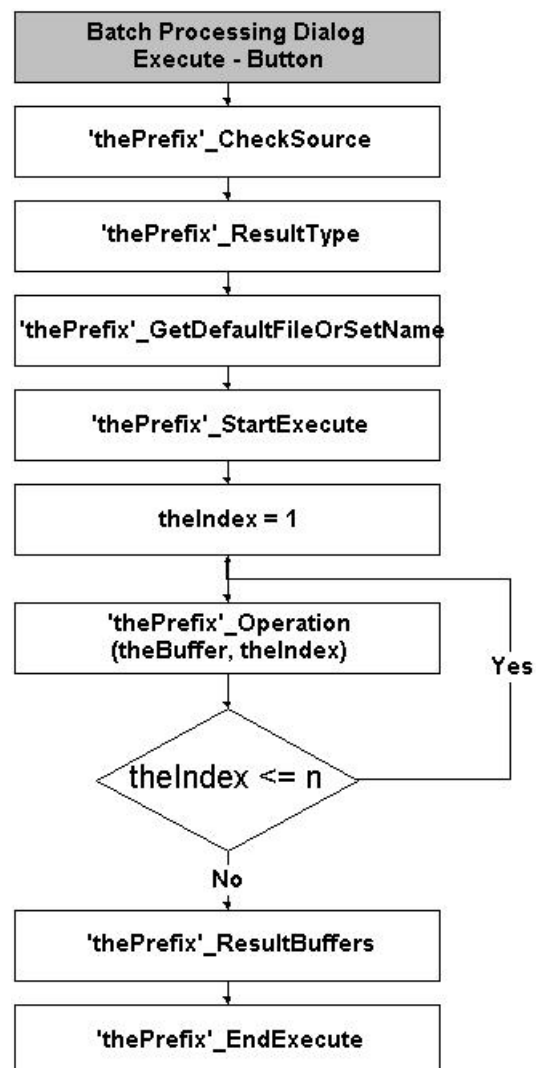 Batch Processing Dialog
Execute - Button
'thePrefix'_CheckSource
'thePrefix'_ResultType
'thePrefix'_GetDefaultFileOrSetName
'thePrefix'_StartExecute
theIndex = 1
'thePrefix'_Operation
(theBuffer, theIndex)
Yes
theIndex <= n
No
'thePrefix'_ResultBuffers
'thePrefix'_EndExecute